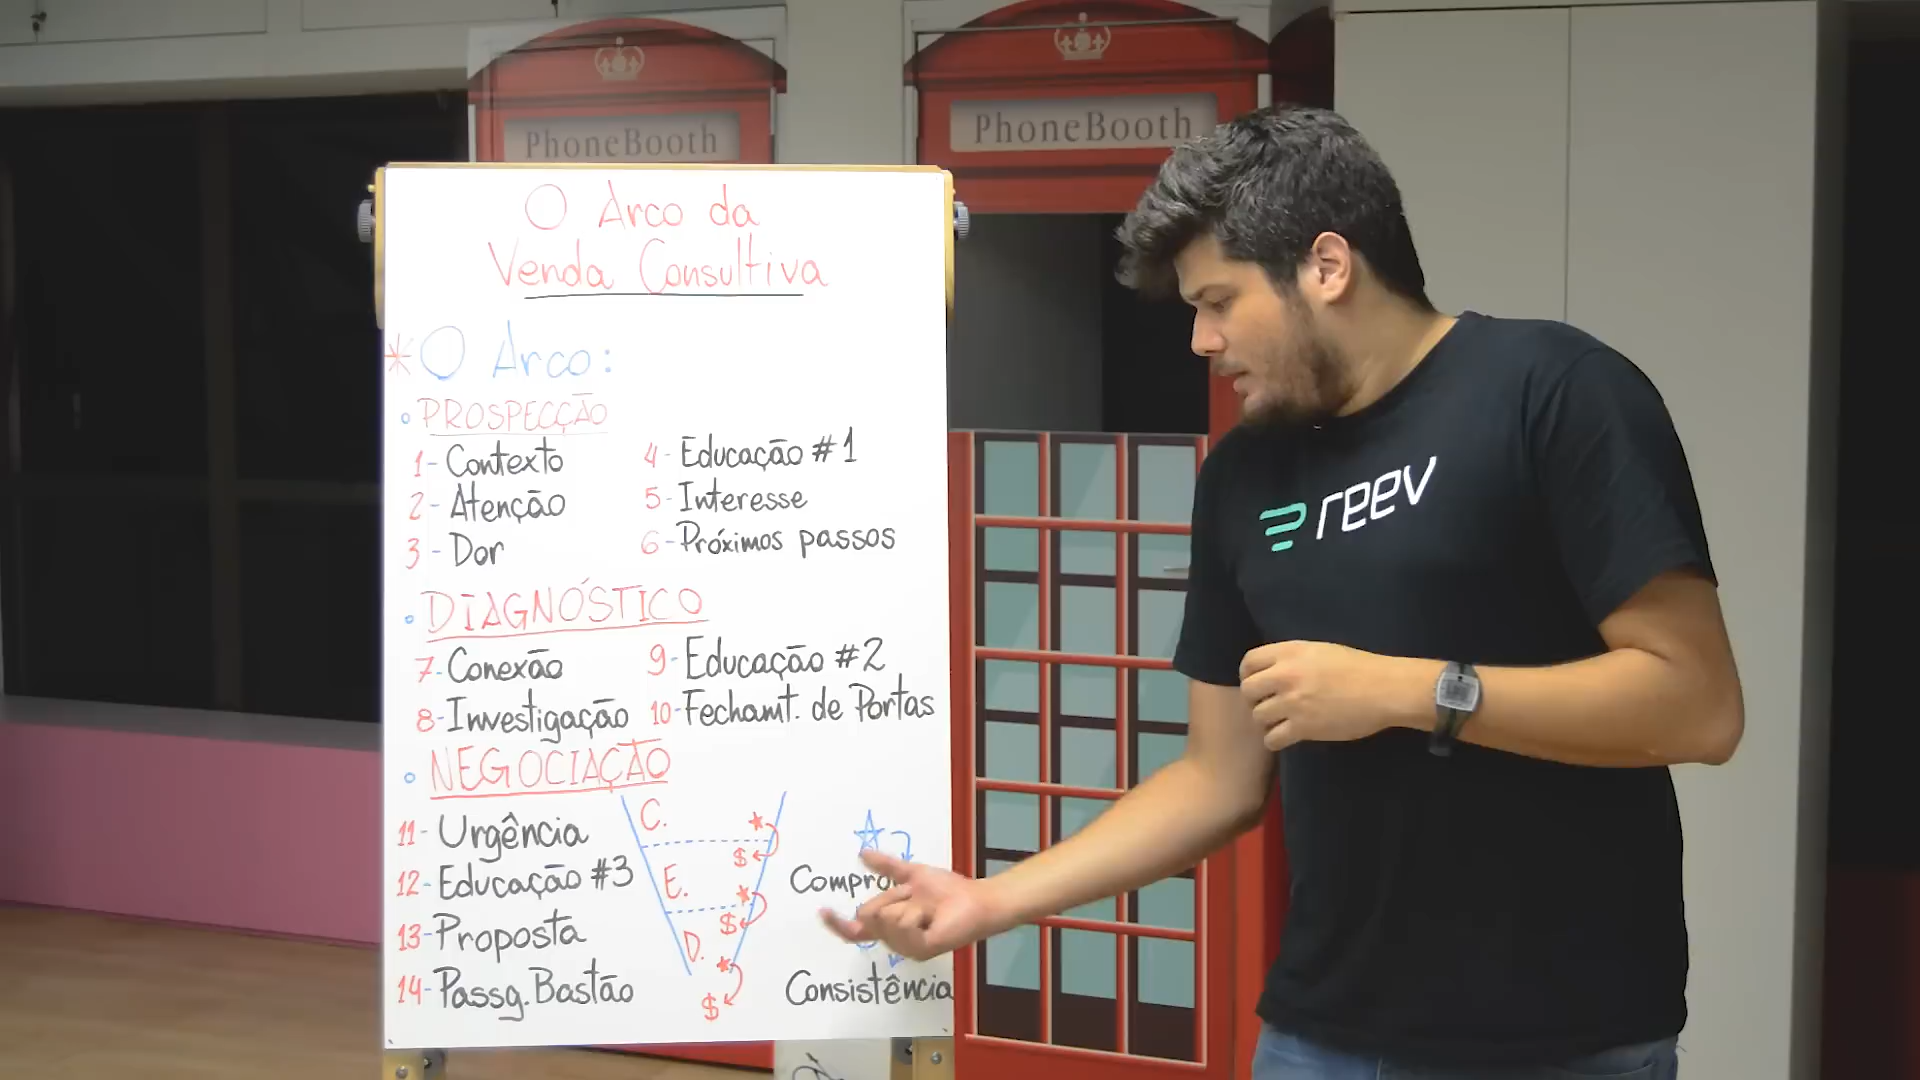 PhoneBooth
PhoneBooth
O Arco da
Venda Consultiva
* O Arco:
PROSPECÇÃO
1- Contexto
2- Atenção
3- Dor
4- Educação #1
5- Interesse
6- Próximos passos
DIAGNÓSTICO
7- Conexão
8- Investigação
9- Educação #2
10- Fechamt. de Portas
NEGOCIAÇÃO
11- Urgência
12- Educação #3
13- Proposta
14- Passg. Bastão
C.
$
E.
$
D.
$
Consistência
reev